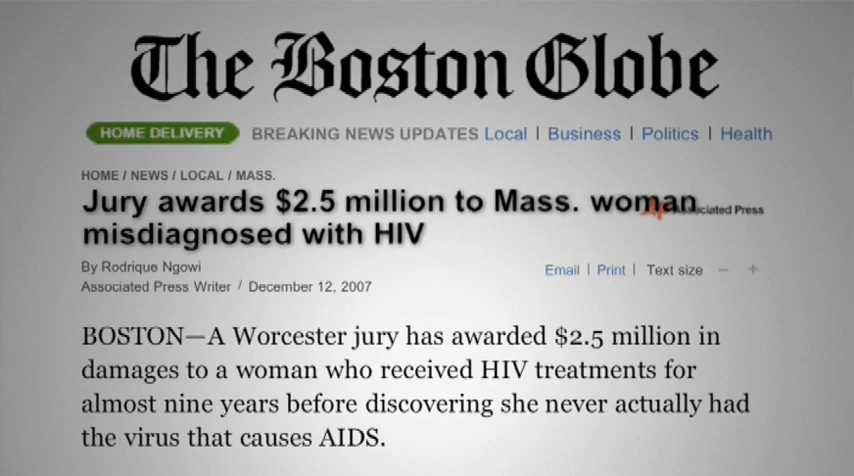 The Boston Globe
HOME DELIVERY BREAKING NEWS UPDATES Local | Business | Politics | Health
HOME / NEWS / LOCAL / MASS.
Jury awards $2.5 million to Mass. woman
misdiagnosed with HIV
Associated Press
By Rodrique Ngowi
Associated Press Writer / December 12, 2007
Email | Print | Text size – +
BOSTON—A Worcester jury has awarded $2.5 million in
damages to a woman who received HIV treatments for
almost nine years before discovering she never actually had
the virus that causes AIDS.